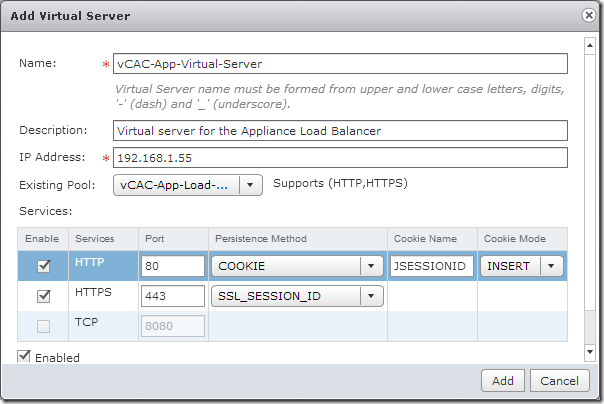 Add Virtual Server
Name: * vCAC-App-Virtual-Server
Virtual Server name must be formed from upper and lower case letters, digits,
'-' (dash) and '_' (underscore).
Description: Virtual server for the Appliance Load Balancer
IP Address: * 192.168.1.55
Existing Pool: vCAC-App-Load-... Supports (HTTP,HTTPS)
Services:
Enable Services Port Persistence Method Cookie Name Cookie Mode
HTTP 80 COOKIE JSESSIONID INSERT
HTTPS 443 SSL_SESSION_ID
TCP 8080
Enabled
Add Cancel